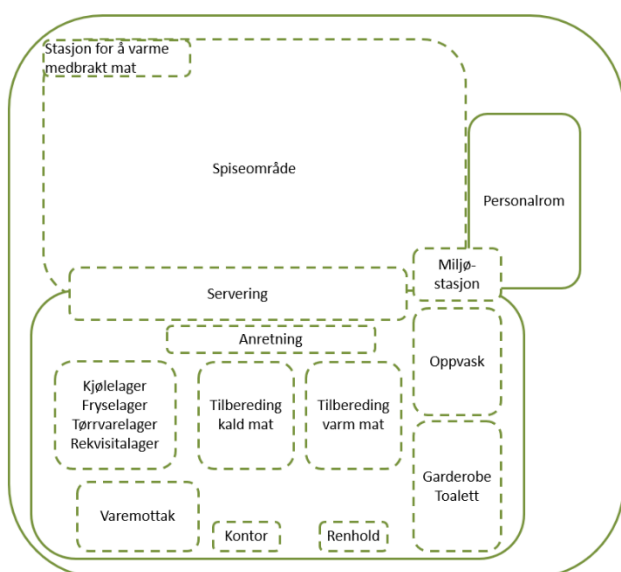 Stasjon for å varme
medbrakt mat
Spiseområde
Personalrom
Miljø-
stasjon
Servering
Anretning
Oppvask
Kjølelager
Fryselager
Tørrvarelager
Rekvisitalager
Tilbereding
kald mat
Tilbereding
varm mat
Garderobe
Toalett
Varemottak
Kontor
Renhold